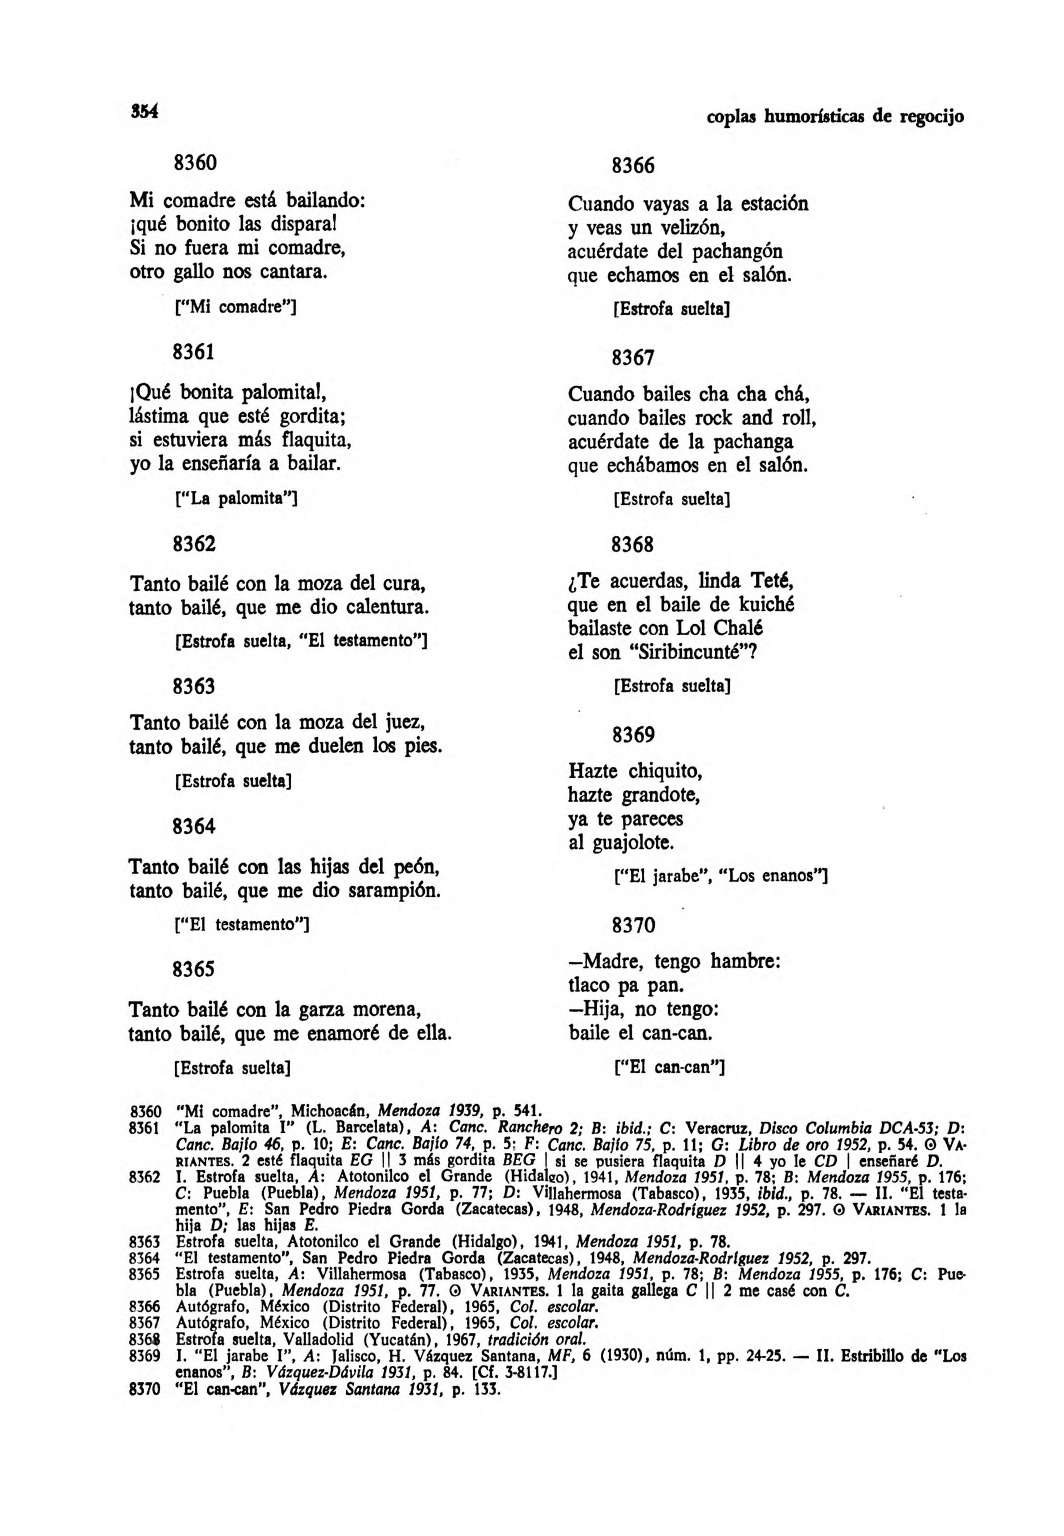 354
coplas humorísticas de regocijo
8360
Mi comadre está bailando:
¡qué bonito las dispara!
Si no fuera mi comadre,
otro gallo nos cantara.
["Mi comadre"]
8361
¡Qué bonita palomita!,
lástima que esté gordita;
si estuviera más flaquita,
yo la enseñaría a bailar.
["La palomita"]
8362
Tanto bailé con la moza del cura,
tanto bailé, que me dio calentura.
[Estrofa suelta, "El testamento"]
8363
Tanto bailé con la moza del juez,
tanto bailé, que me duelen los pies.
[Estrofa suelta]
8364
Tanto bailé con las hijas del peón,
tanto bailé, que me dio sarampión.
["El testamento"]
8365
Tanto bailé con la garza morena,
tanto bailé, que me enamoré de ella.
[Estrofa suelta]
8366
Cuando vayas a la estación
y veas un velizón,
acuérdate del pachangón
que echamos en el salón.
[Estrofa suelta]
8367
Cuando bailes cha cha chá,
cuando bailes rock and roll,
acuérdate de la pachanga
que echábamos en el salón.
[Estrofa suelta]
8368
¿Te acuerdas, linda Teté,
que en el baile de kuiché
bailaste con Lol Chalé
el son "Siribincunté"?
[Estrofa suelta]
8369
Hazte chiquito,
hazte grandote,
ya te pareces
al guajolote.
["El jarabe", "Los enanos"]
8370
—Madre, tengo hambre:
tlaco pa pan.
—Hija, no tengo:
baile el can-can.
["El can-can"]
8360 "Mi comadre", Michoacán, Mendoza 1939, p. 541.
8361 "La palomita I" (L. Barcelata), A: Canc. Ranchero 2; B: ibid.; C: Veracruz, Disco Columbia DCA-53; D:
Canc. Bajío 46, p. 10; E: Canc. Bajío 74, p. 5; F: Canc. Bajío 75, p. 11; G: Libro de oro 1952, p. 54. ⊙ VA-
RIANTES. 2 esté flaquita EG || 3 más gordita BEG | si se pusiera flaquita D || 4 yo le CD | enseñaré D.
8362 I. Estrofa suelta, A: Atotonilco el Grande (Hidalgo), 1941, Mendoza 1951, p. 78; B: Mendoza 1955, p. 176;
C: Puebla (Puebla), Mendoza 1951, p. 77; D: Villahermosa (Tabasco), 1935, ibid., p. 78. — II. "El testa-
mento", E: San Pedro Piedra Gorda (Zacatecas), 1948, Mendoza-Rodríguez 1952, p. 297. ⊙ VARIANTES. 1 la
hija D; las hijas E.
8363 Estrofa suelta, Atotonilco el Grande (Hidalgo), 1941, Mendoza 1951, p. 78.
8364 "El testamento", San Pedro Piedra Gorda (Zacatecas), 1948, Mendoza-Rodríguez 1952, p. 297.
8365 Estrofa suelta, A: Villahermosa (Tabasco), 1935, Mendoza 1951, p. 78; B: Mendoza 1955, p. 176; C: Pue-
bla (Puebla), Mendoza 1951, p. 77. ⊙ VARIANTES. 1 la gaita gallega C || 2 me casé con C.
8366 Autógrafo, México (Distrito Federal), 1965, Col. escolar.
8367 Autógrafo, México (Distrito Federal), 1965, Col. escolar.
8368 Estrofa suelta, Valladolid (Yucatán), 1967, tradición oral.
8369 I. "El jarabe I", A: Jalisco, H. Vázquez Santana, MF, 6 (1930), núm. 1, pp. 24-25. — II. Estribillo de "Los
enanos", B: Vázquez-Dávila 1931, p. 84. [Cf. 3-8117.]
8370 "El can-can", Vázquez Santana 1931, p. 133.